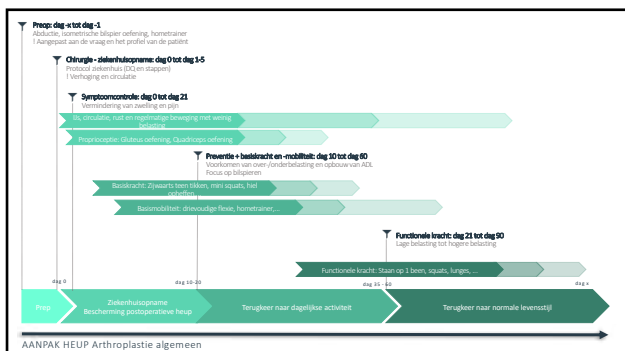 Preop: dag -x tot dag -1
Abductie, isometrische bilspier oefening, hometrainer
! Aangepast aan de vraag en het profiel van de patiënt
Chirurgie - ziekenhuisopname: dag 0 tot dag 1-5
Protocol ziekenhuis (DQ en stappen)
! Verhoging en circulatie
Symptoomcontrole: dag 0 tot dag 21
Vermindering van zwelling en pijn
IJs, circulatie, rust en regelmatige beweging met weinig
belasting
Proprioceptie: Gluteus oefening, Quadriceps oefening
Preventie + basiskracht en -mobiliteit: dag 10 tot dag 60
Voorkomen van over-/onderbelasting en opbouw van ADL
Focus op bilspieren
Basiskracht: Zijwaarts teen tikken, mini squats, hiel
opheffen,
Basismobiliteit: drievoudige flexie, hometrainer,...
Functionele kracht: dag 21 tot dag 90
Lage belasting tot hogere belasting
Functionele kracht: Staan op 1 been, squats, lunges, ...
dag 0
dag 10-20
dag 35 - 60
dag x
Prep
Ziekenhuisopname
Bescherming postoperatieve heup
Terugkeer naar dagelijkse activiteit
Terugkeer naar normale levensstijl
AANPAK HEUP Arthroplastie algemeen